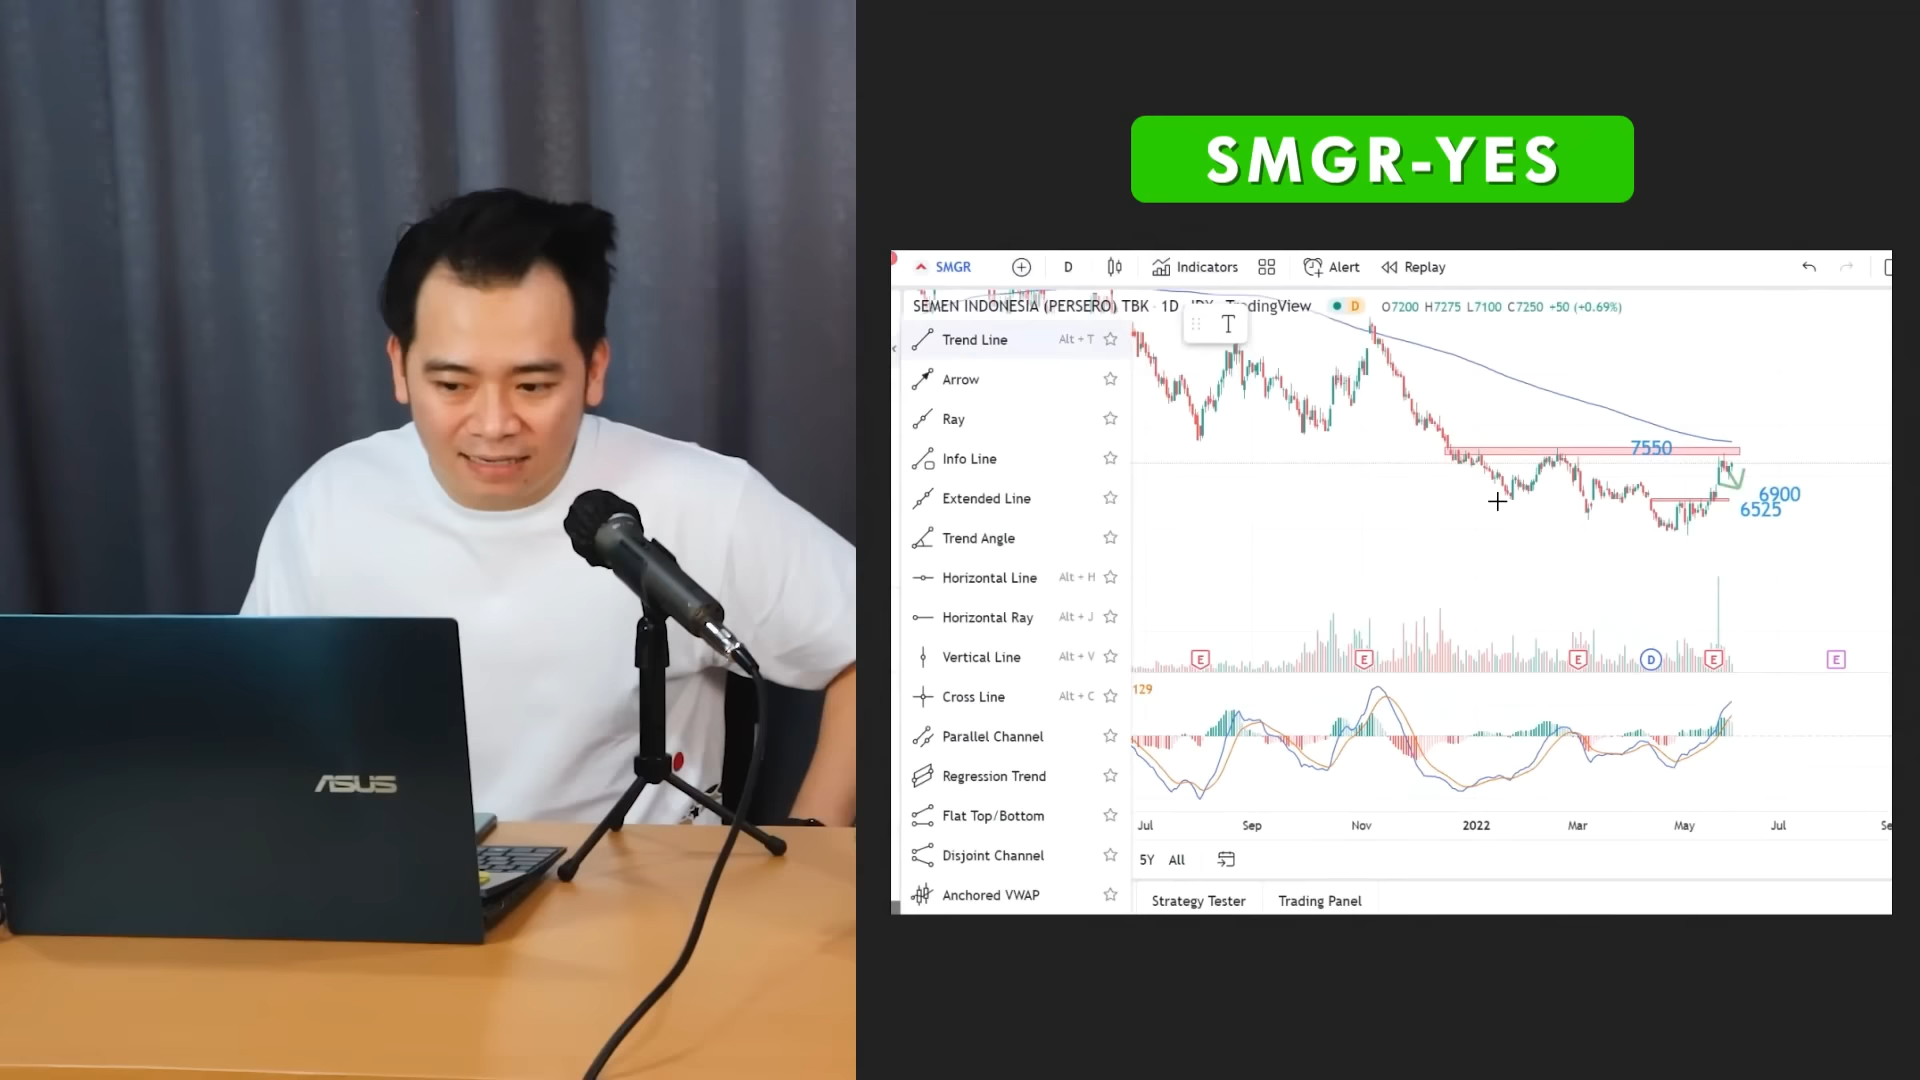 SMGR-YES
SMGR
D
Indicators
Alert
Replay
SEMEN INDONESIA (PERSERO) TBK · 1D
TradingView
D
O7200 H7275 L7100 C7250 +50 (+0.69%)
T
Trend Line Alt + T
Arrow
Ray
Info Line
Extended Line
Trend Angle
Horizontal Line Alt + H
Horizontal Ray Alt + J
Vertical Line Alt + V
Cross Line Alt + C
Parallel Channel
Regression Trend
Flat Top/Bottom
Disjoint Channel
Anchored VWAP
7550
6900
6525
E E E D E E
129
Jul Sep Nov 2022 Mar May Jul
5Y All
Strategy Tester Trading Panel
ASUS